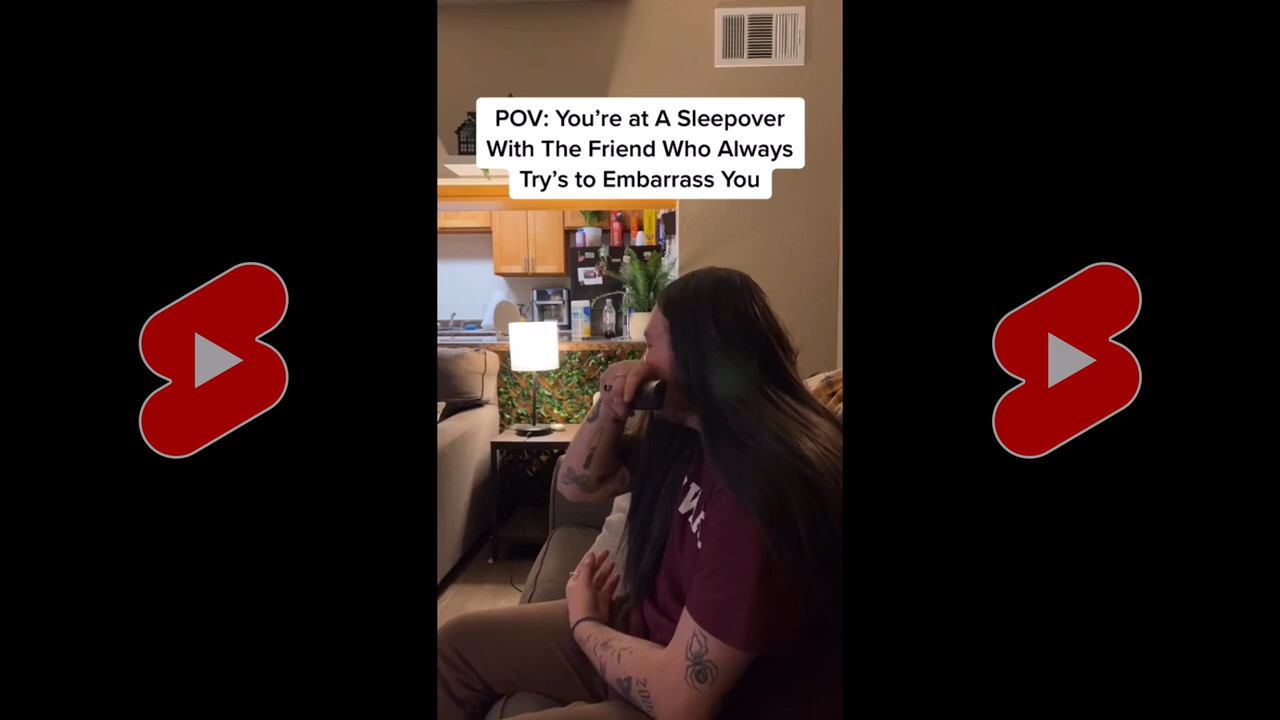 POV: You’re at A Sleepover
With The Friend Who Always
Try’s to Embarrass You